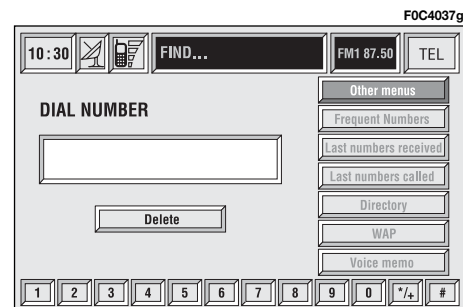 F0C4037g
10:30 FIND... FM1 87.50 TEL
Other menus
DIAL NUMBER
Frequent Numbers
Last numbers received
Last numbers called
Delete
Directory
WAP
Voice memo
1 2 3 4 5 6 7 8 9 0 */+ #